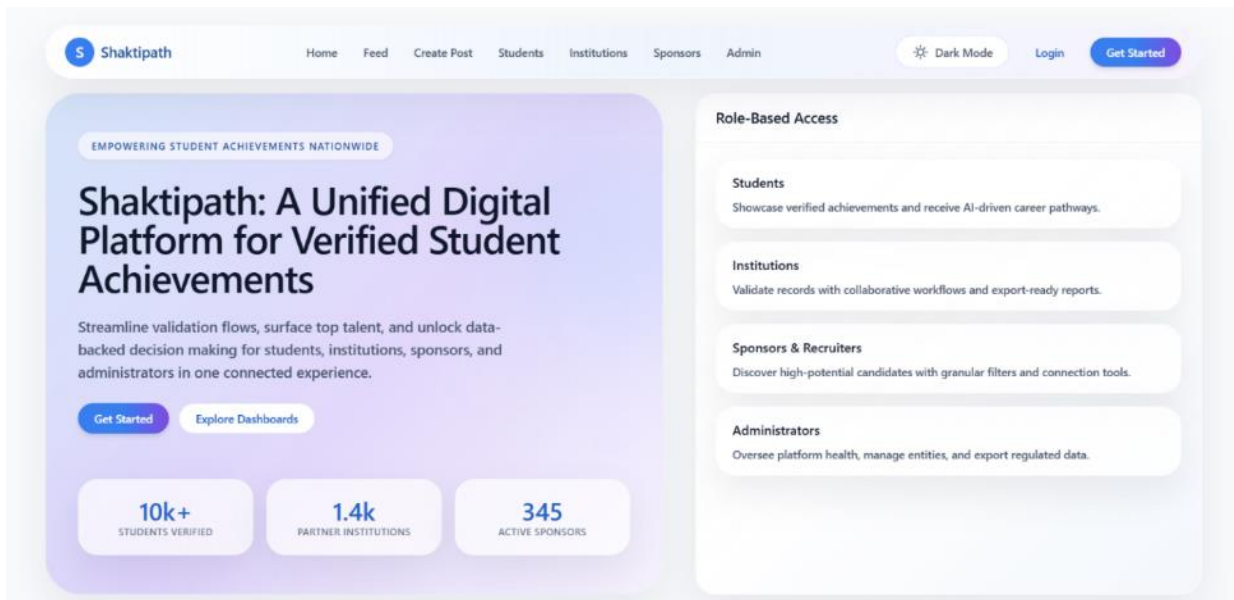 S Shaktipath Home Feed Create Post Students Institutions Sponsors Admin Dark Mode Login Get Started
EMPOWERING STUDENT ACHIEVEMENTS NATIONWIDE
Shaktipath: A Unified Digital
Platform for Verified Student
Achievements
Streamline validation flows, surface top talent, and unlock data-
backed decision making for students, institutions, sponsors, and
administrators in one connected experience.
Get Started Explore Dashboards
10k+ 1.4k 345
STUDENTS VERIFIED PARTNER INSTITUTIONS ACTIVE SPONSORS
Role-Based Access
Students
Showcase verified achievements and receive AI-driven career pathways.
Institutions
Validate records with collaborative workflows and export-ready reports.
Sponsors & Recruiters
Discover high-potential candidates with granular filters and connection tools.
Administrators
Oversee platform health, manage entities, and export regulated data.